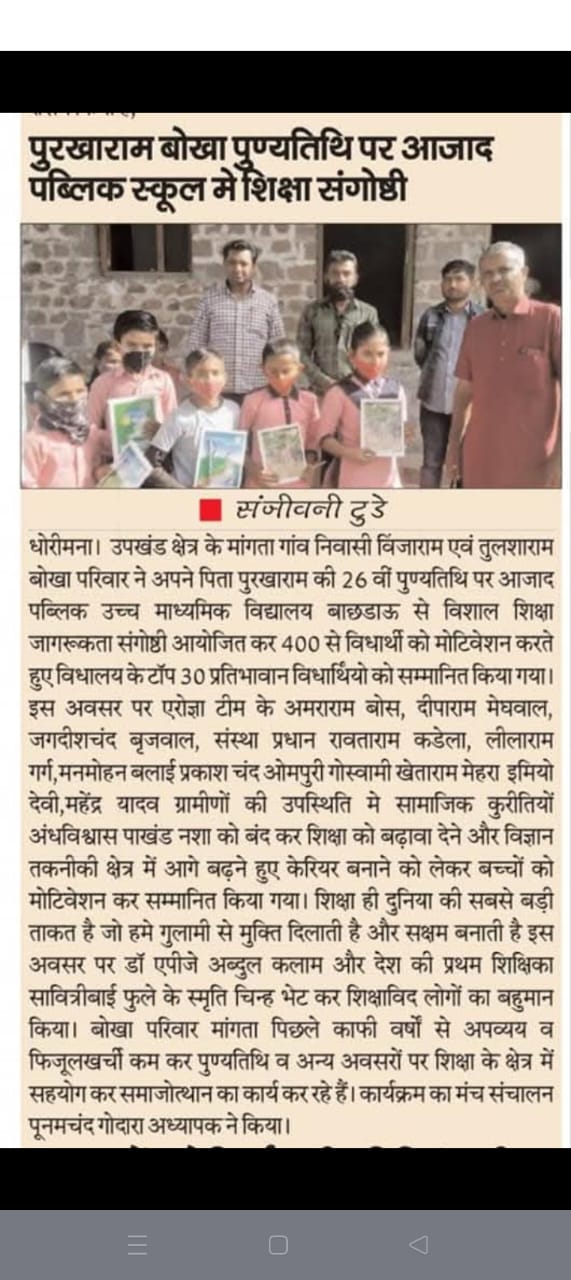 पुरखाराम बोखा पुण्यतिथि पर आजाद
पब्लिक स्कूल मे शिक्षा संगोष्ठी
संजीवनी टुडे
धोरीमना। उपखंड क्षेत्र के मांगता गांव निवासी विंजाराम एवं तुलशाराम
बोखा परिवार ने अपने पिता पुरखाराम की 26 वीं पुण्यतिथि पर आजाद
पब्लिक उच्च माध्यमिक विद्यालय बाछडाऊ से विशाल शिक्षा
जागरूकता संगोष्ठी आयोजित कर 400 से विधार्थी को मोटिवेशन करते
हुए विधालय के टॉप 30 प्रतिभावान विधार्थियो को सम्मानित किया गया।
इस अवसर पर एरोज्ञा टीम के अमराराम बोस, दीपाराम मेघवाल,
जगदीशचंद बृजवाल, संस्था प्रधान रावताराम कडेला, लीलाराम
गर्ग,मनमोहन बलाई प्रकाश चंद ओमपुरी गोस्वामी खेताराम मेहरा इमियो
देवी,महेंद्र यादव ग्रामीणों की उपस्थिति मे सामाजिक कुरीतियों
अंधविश्वास पाखंड नशा को बंद कर शिक्षा को बढ़ावा देने और विज्ञान
तकनीकी क्षेत्र में आगे बढ़ने हुए केरियर बनाने को लेकर बच्चों को
मोटिवेशन कर सम्मानित किया गया। शिक्षा ही दुनिया की सबसे बड़ी
ताकत है जो हमे गुलामी से मुक्ति दिलाती है और सक्षम बनाती है इस
अवसर पर डॉ एपीजे अब्दुल कलाम और देश की प्रथम शिक्षिका
सावित्रीबाई फुले के स्मृति चिन्ह भेट कर शिक्षाविद लोगों का बहुमान
किया। बोखा परिवार मांगता पिछले काफी वर्षों से अपव्यय व
फिजूलखर्ची कम कर पुण्यतिथि व अन्य अवसरों पर शिक्षा के क्षेत्र में
सहयोग कर समाजोत्थान का कार्य कर रहे हैं। कार्यक्रम का मंच संचालन
पूनमचंद गोदारा अध्यापक ने किया।